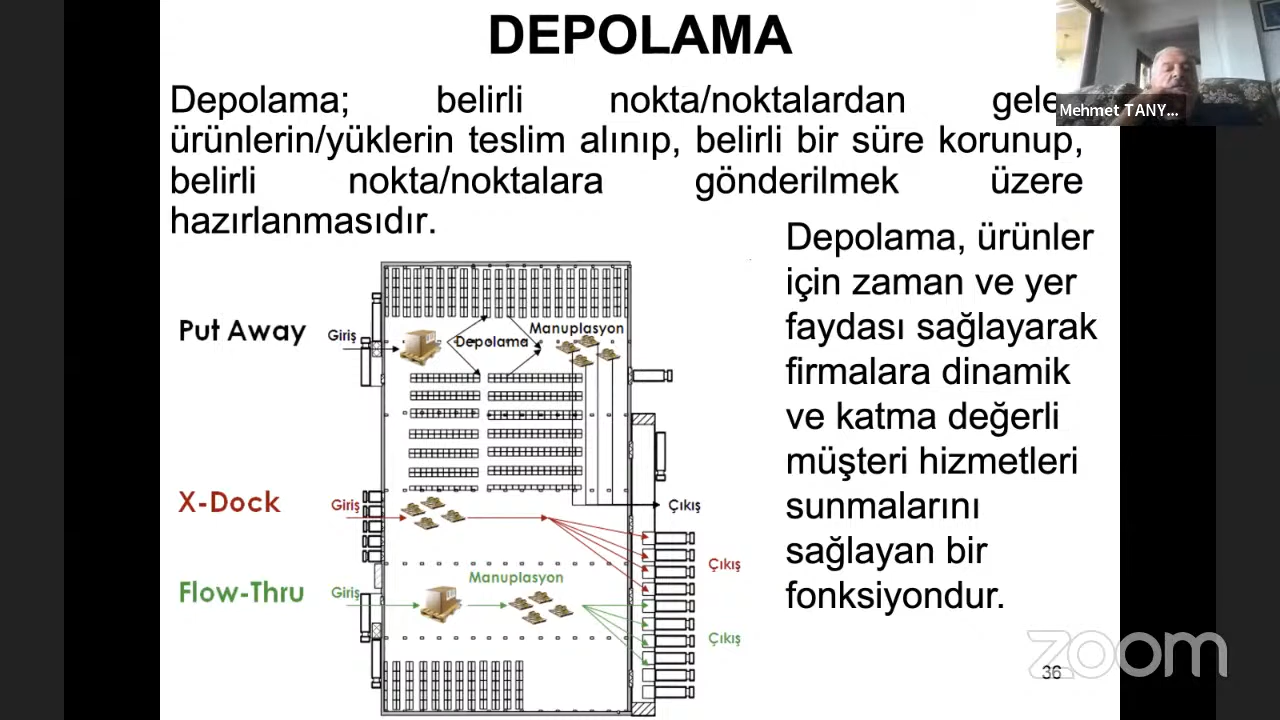 DEPOLAMA
Depolama; belirli nokta/noktalardan gele
ürünlerin/yüklerin teslim alınıp, belirli bir süre korunup,
belirli nokta/noktalara gönderilmek üzere
hazırlanmasıdır.
Mehmet TANY...
Depolama, ürünler
için zaman ve yer
faydası sağlayarak
firmalara dinamik
ve katma değerli
müşteri hizmetleri
sunmalarını
sağlayan bir
fonksiyondur.
Put Away
Giriş
Depolama
Manuplasyon
Çıkış
X-Dock
Giriş
Çıkış
Flow-Thru
Giriş
Manuplasyon
Çıkış
zoom
36